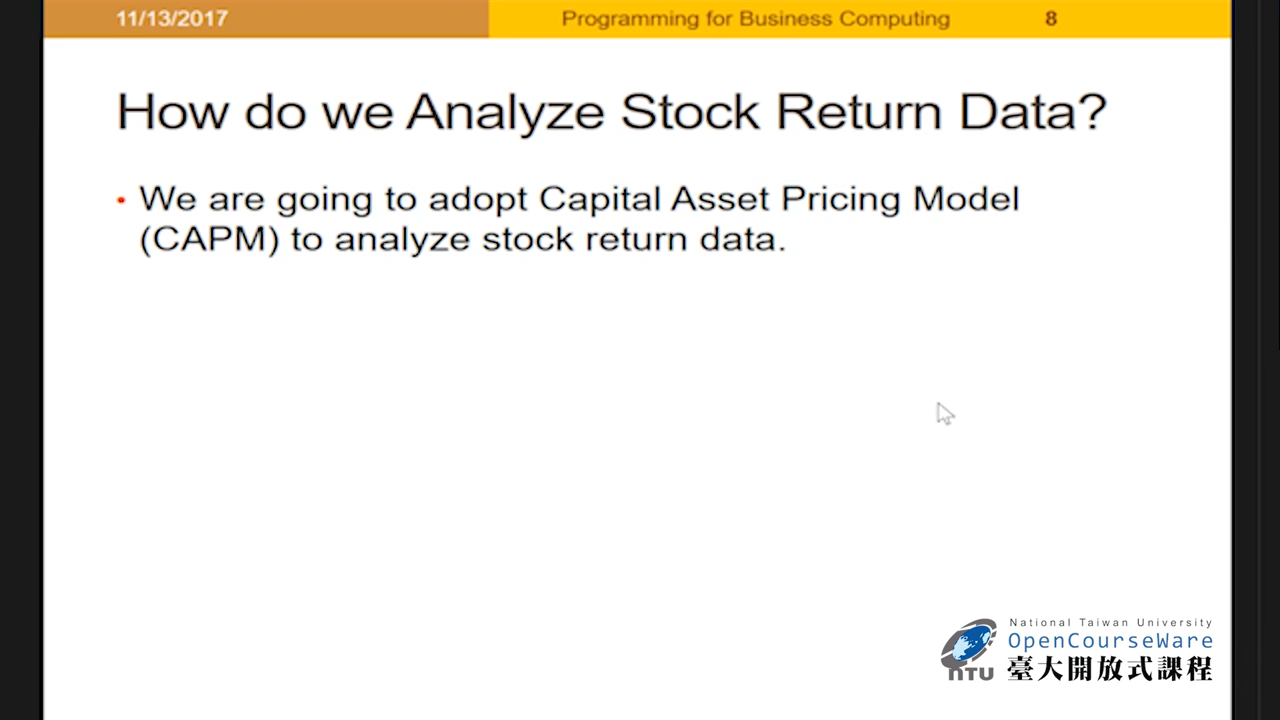 11/13/2017
Programming for Business Computing
8
How do we Analyze Stock Return Data?
• We are going to adopt Capital Asset Pricing Model
(CAPM) to analyze stock return data.
National Taiwan University
OpenCourseWare
臺大開放式課程
NTU